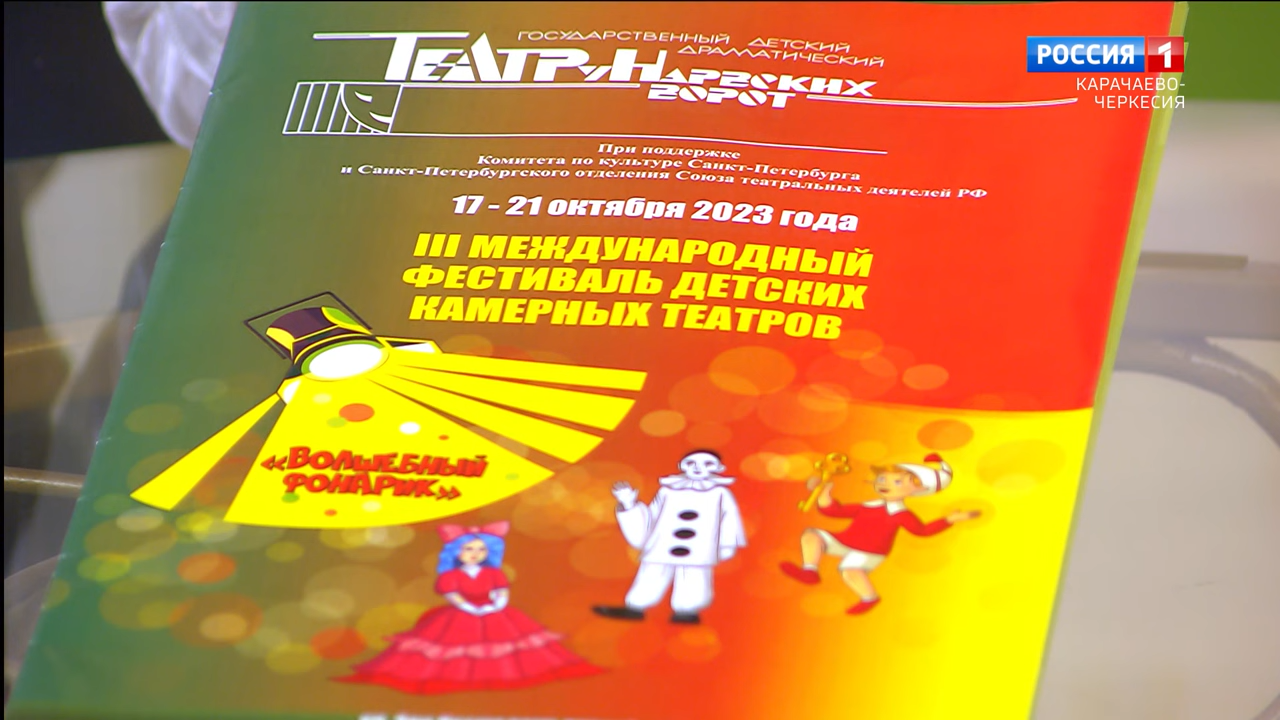 ГОСУДАРСТВЕННЫЙ ДЕТСКИЙ
ДРАМАТИЧЕСКИЙ
ТЕАТР У НАРВСКИХ
ВОРОТ
При поддержке
Комитета по культуре Санкт-Петербурга
и Санкт-Петербургского отделения Союза театральных деятелей РФ
17 - 21 октября 2023 года
III МЕЖДУНАРОДНЫЙ
ФЕСТИВАЛЬ ДЕТСКИХ
КАМЕРНЫХ ТЕАТРОВ
«ВОЛШЕБНЫЙ
ФОНАРИК»
РОССИЯ 1
КАРАЧАЕВО-
ЧЕРКЕСИЯ